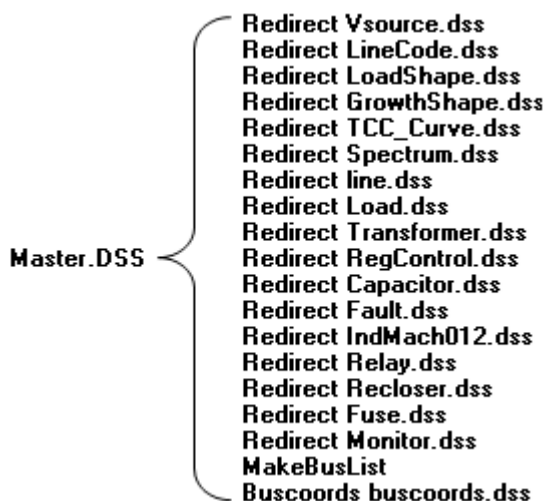 Redirect Vsource.dss
Redirect LineCode.dss
Redirect LoadShape.dss
Redirect GrowthShape.dss
Redirect TCC_Curve.dss
Redirect Spectrum.dss
Redirect line.dss
Redirect Load.dss
Redirect Transformer.dss
Master.DSS
Redirect RegControl.dss
Redirect Capacitor.dss
Redirect Fault.dss
Redirect IndMach012.dss
Redirect Relay.dss
Redirect Recloser.dss
Redirect Fuse.dss
Redirect Monitor.dss
MakeBusList
Buscoords buscoords.dss